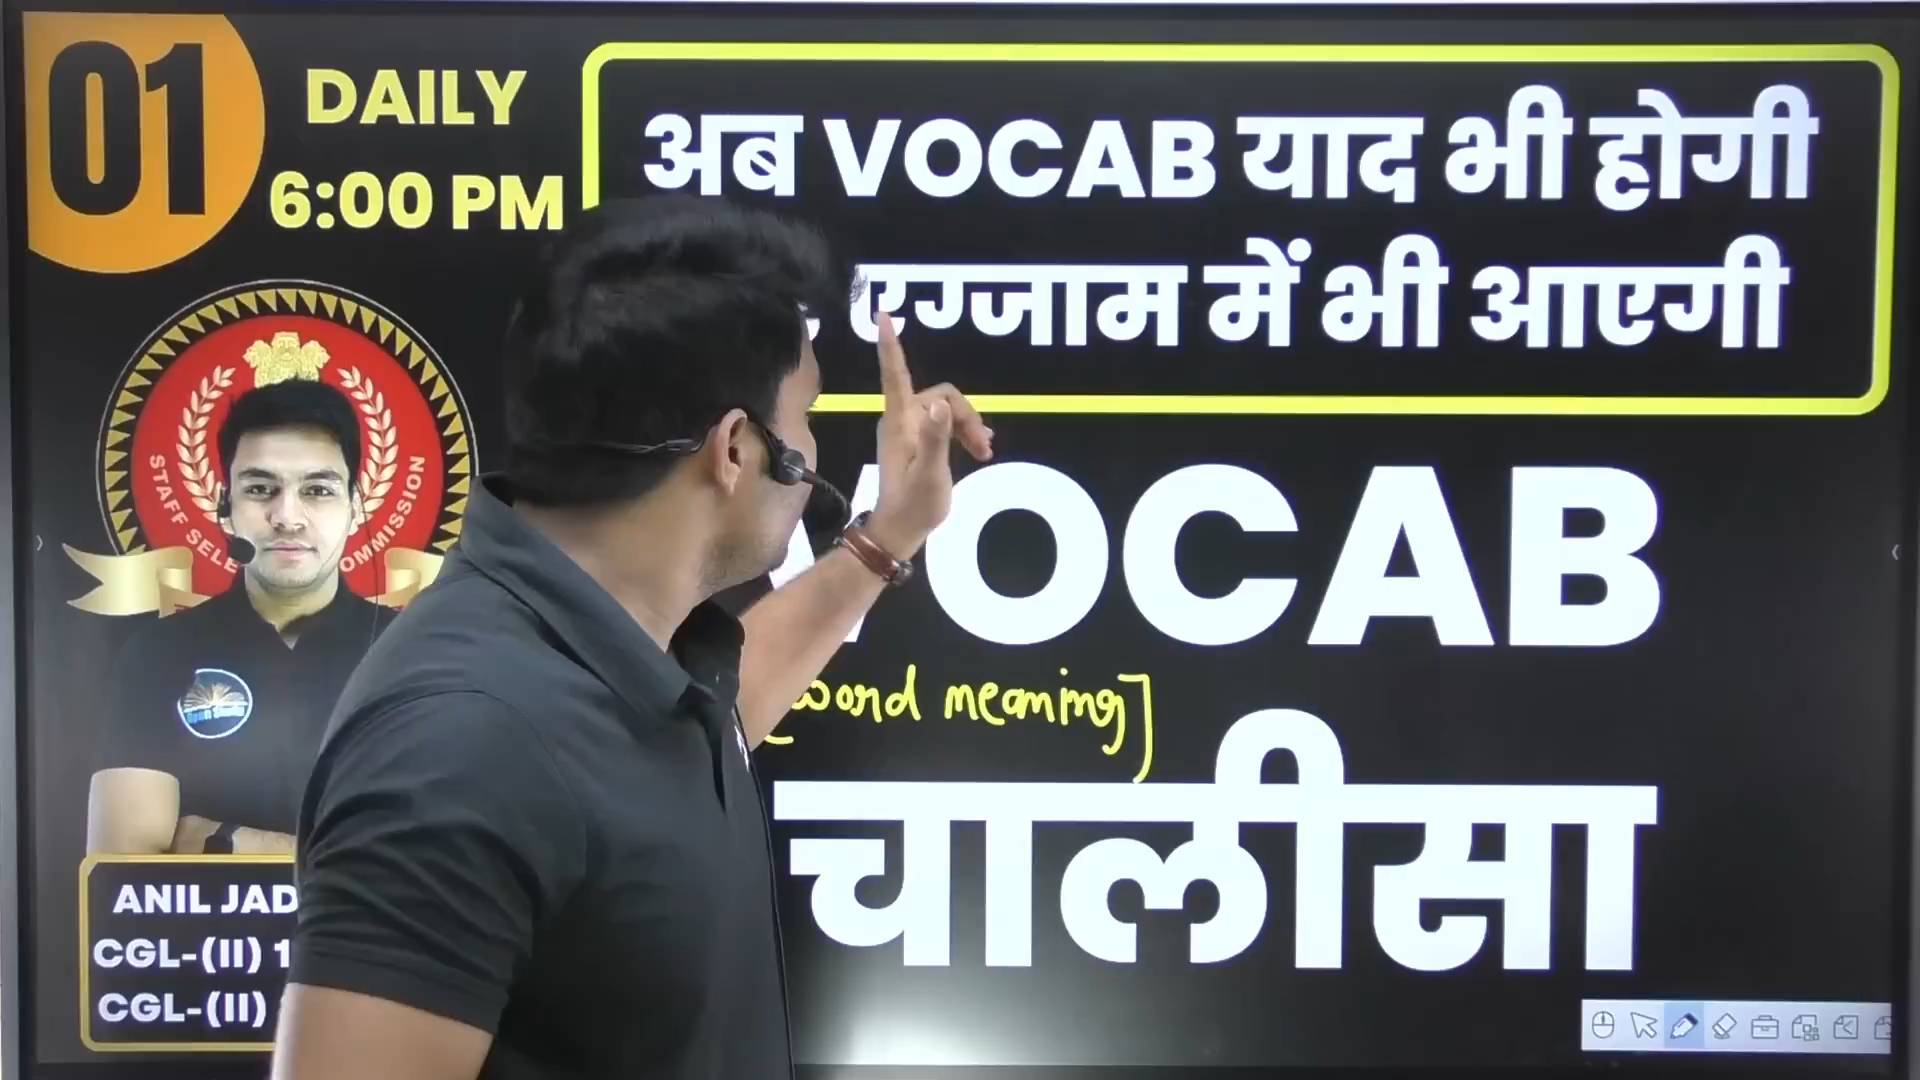 01
DAILY
6:00 PM
अब VOCAB याद भी होगी
एग्जाम में भी आएगी
STAFF SELE OMMISSION
VOCAB
[word meaning]
चालीसा
ANIL JAD
CGL-(II) 1
CGL-(II)